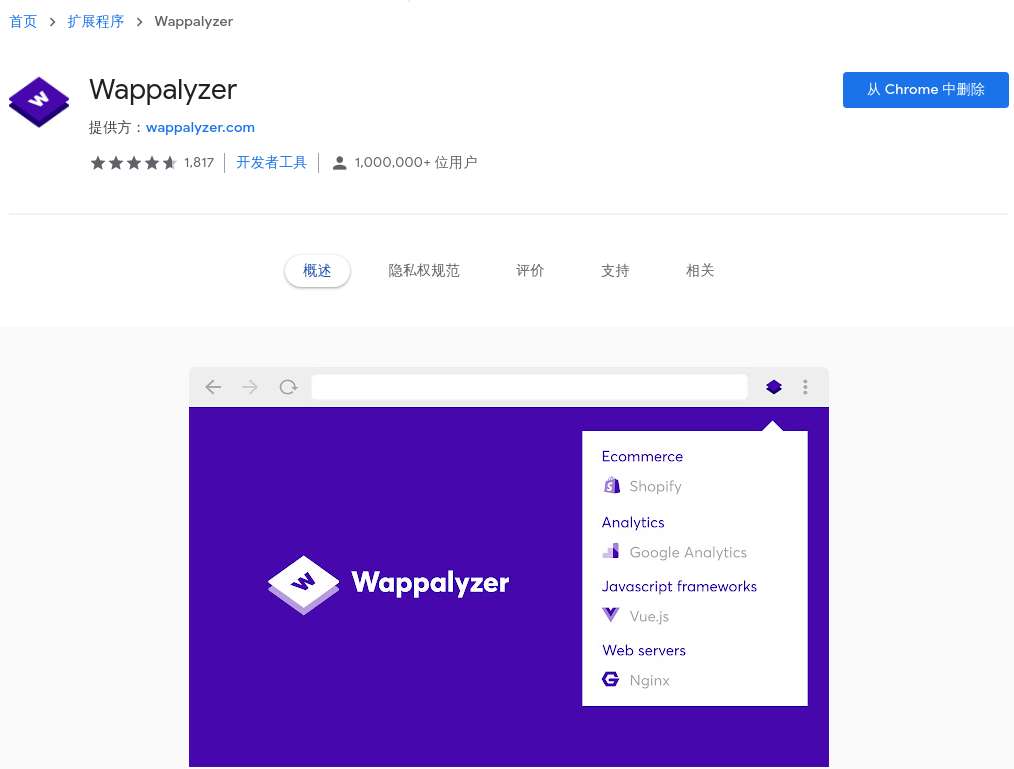 首页 > 扩展程序 > Wappalyzer
Wappalyzer
从 Chrome 中删除
提供方：wappalyzer.com
1,817 开发者工具 1,000,000+ 位用户
概述 隐私权规范 评价 支持 相关
Ecommerce
Shopify
Analytics
Google Analytics
Javascript frameworks
Wappalyzer
Vue.js
Web servers
Nginx